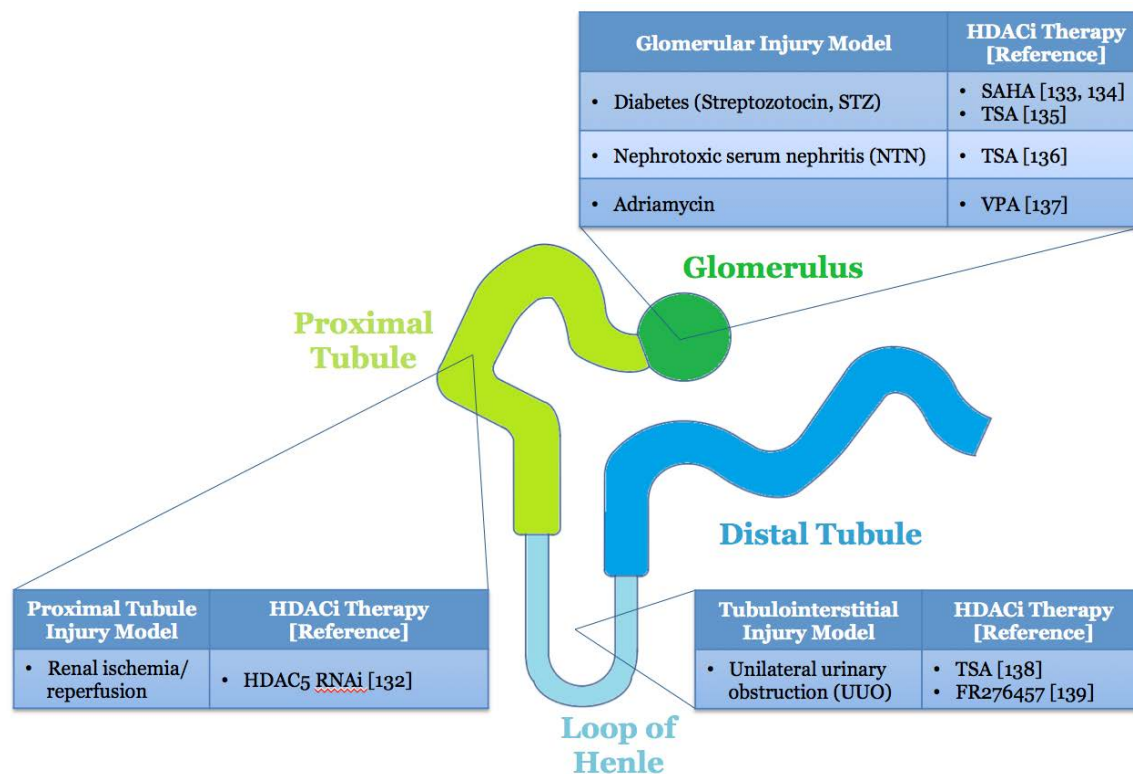 Glomerular Injury Model
HDACi Therapy
[Reference]
• Diabetes (Streptozotocin, STZ)
• SAHA [133, 134]
• TSA [135]
• Nephrotoxic serum nephritis (NTN)
• TSA [136]
• Adriamycin
• VPA [137]
Glomerulus
Proximal
Tubule
Distal Tubule
Proximal Tubule
Injury Model
HDACi Therapy
[Reference]
• Renal ischemia/
reperfusion
• HDAC5 RNAi [132]
Tubulointerstitial
Injury Model
HDACi Therapy
[Reference]
• Unilateral urinary
obstruction (UUO)
• TSA [138]
• FR276457 [139]
Loop of
Henle